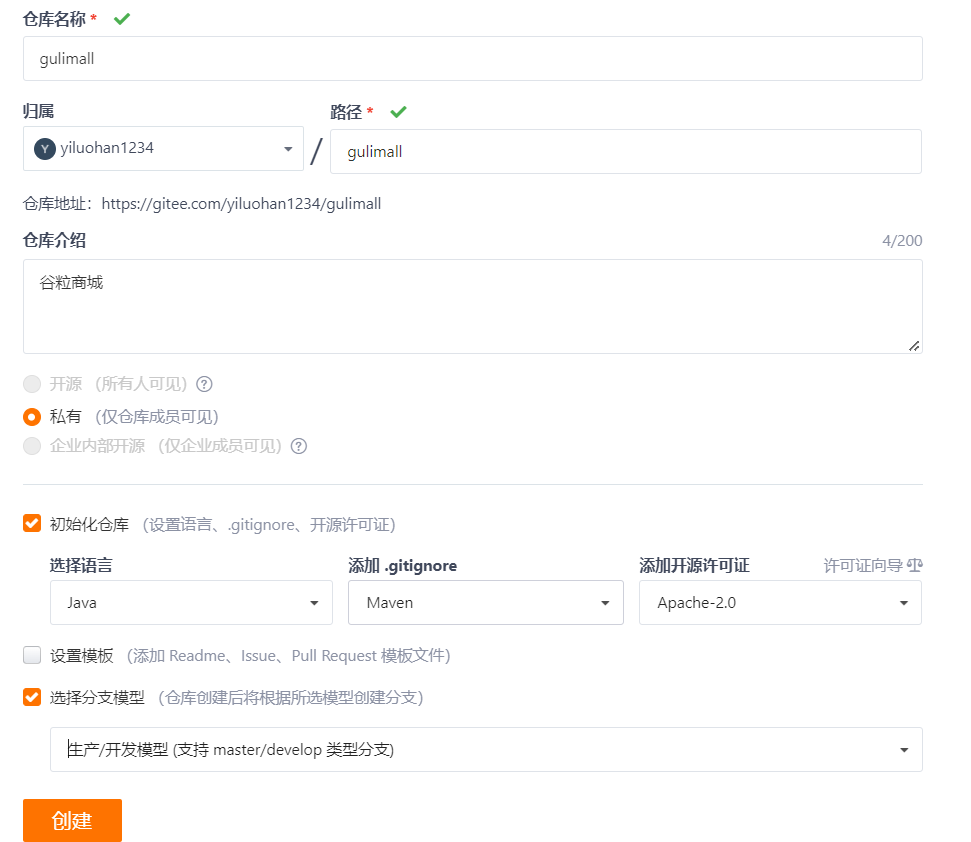 仓库名称 *
gulimall
归属
路径 *
Y yiluohan1234
/
gulimall
仓库地址：https://gitee.com/yiluohan1234/gulimall
仓库介绍 4/200
谷粒商城
开源 （所有人可见） ?
私有 （仅仓库成员可见）
企业内部开源 （仅企业成员可见） ?
初始化仓库 （设置语言、.gitignore、开源许可证）
选择语言 添加 .gitignore 添加开源许可证 许可证向导
Java Maven Apache-2.0
设置模板 （添加 Readme、Issue、Pull Request 模板文件）
选择分支模型 （仓库创建后将根据所选模型创建分支）
生产/开发模型 (支持 master/develop 类型分支)
创建